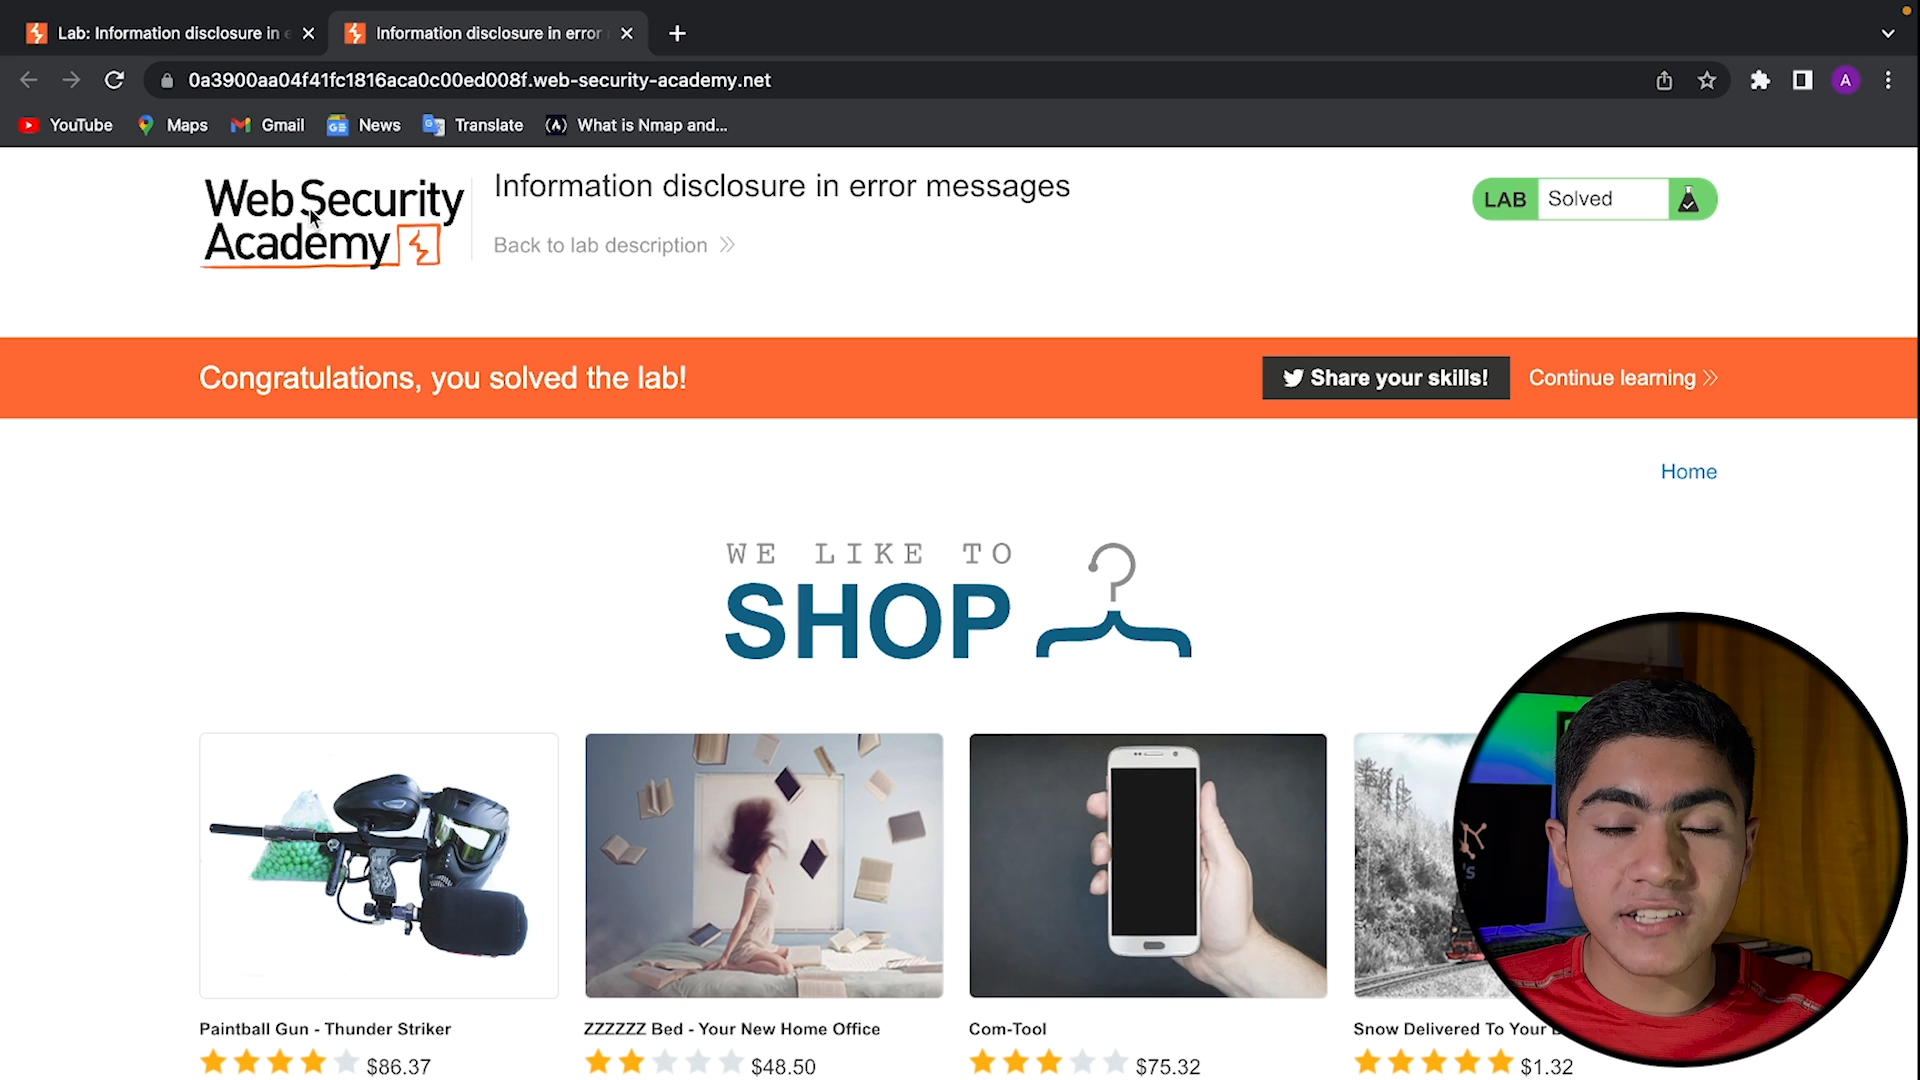 Lab: Information disclosure in
Information disclosure in error
0a3900aa04f41fc1816aca0c00ed008f.web-security-academy.net
A
YouTube
Maps
Gmail
News
Translate
What is Nmap and...
Web Security
Academy
Information disclosure in error messages
Back to lab description
LAB
Solved
Congratulations, you solved the lab!
Share your skills!
Continue learning
Home
WE LIKE TO
SHOP
Paintball Gun - Thunder Striker
ZZZZZZ Bed - Your New Home Office
Com-Tool
Snow Delivered To Your
$86.37
$48.50
$75.32
$1.32